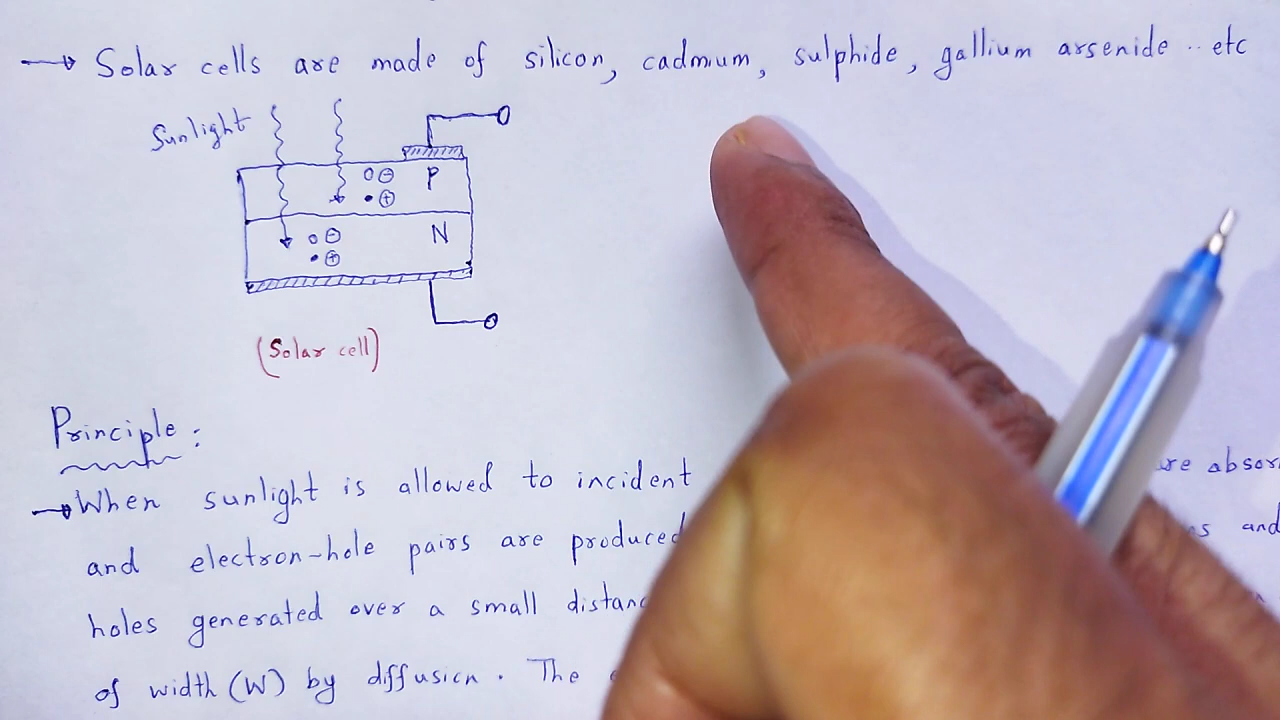 → Solar cells are made of silicon, cadmium, sulphide, gallium arsenide .. etc
Sunlight
P
N
(Solar cell)
Principle:
→ When sunlight is allowed to incident
and electron-hole pairs are produced and
holes generated over a small
of width (W) by diffusion. The